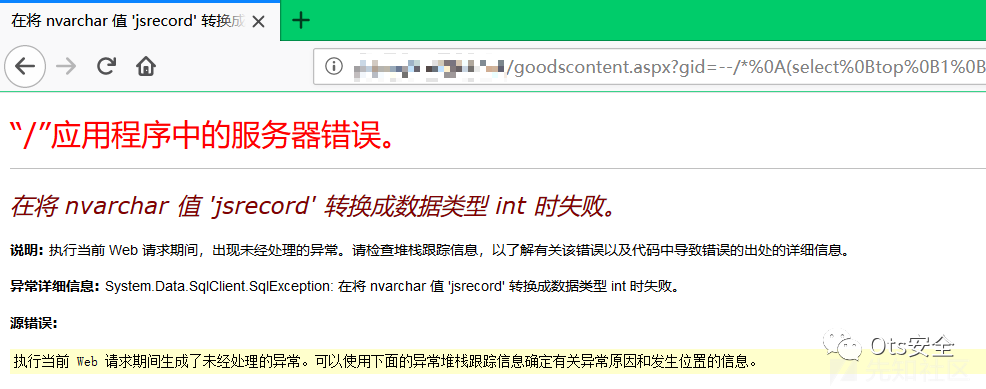 在将 nvarchar 值 'jsrecord' 转换成
/goodscontent.aspx?gid=--/*%0A(select%0Btop%0B1%0B
“/”应用程序中的服务器错误。
在将 nvarchar 值 'jsrecord' 转换成数据类型 int 时失败。
说明: 执行当前 Web 请求期间，出现未经处理的异常。请检查堆栈跟踪信息，以了解有关该错误以及代码中导致错误的出处的详细信息。
异常详细信息: System.Data.SqlClient.SqlException: 在将 nvarchar 值 'jsrecord' 转换成数据类型 int 时失败。
源错误:
执行当前 Web 请求期间生成了未经处理的异常。可以使用下面的异常堆栈跟踪信息确定有关异常原因和发生位置的信息。
Ots安全
先知社区